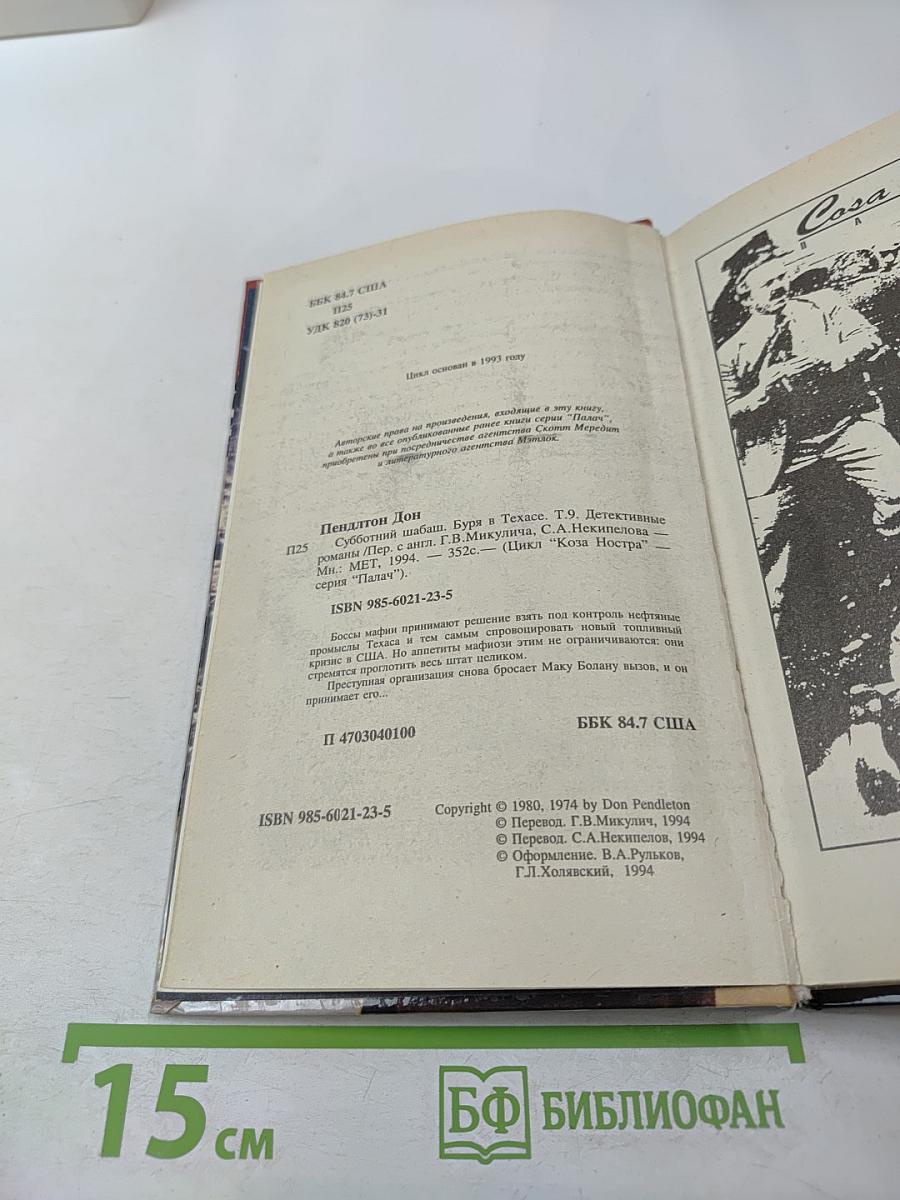 ББК 84.7 США
П25
УДК 820 (73)-31
Цикл основан в 1993 году
Авторские права на произведения, входящие в эту книгу,
а также во все опубликованные ранее книги серии "Палач",
приобретены при посредничестве агентства Скотт Мередит
и литературного агентства Мэтлок.
Пендлтон Дон
П25 Субботний шабаш. Буря в Техасе. Т.9. Детективные
романы /Пер. с англ. Г.В.Микулича, С.А.Некипелова —
Мн.: МЕТ, 1994. — 352с.— (Цикл "Коза Ностра" —
серия "Палач").
ISBN 985-6021-23-5
Боссы мафии принимают решение взять под контроль нефтяные
промыслы Техаса и тем самым спровоцировать новый топливный
кризис в США. Но аппетиты мафиози этим не ограничиваются: они
стремятся проглотить весь штат целиком.
Преступная организация снова бросает Маку Болану вызов, и он
принимает его...
П 4703040100
ББК 84.7 США
ISBN 985-6021-23-5
Copyright © 1980, 1974 by Don Pendleton
© Перевод. Г.В.Микулич, 1994
© Перевод. С.А.Некипелов, 1994
© Оформление. В.А.Рульков,
Г.Л.Холявский, 1994
Cosa
П А
15 см
БФ БИБЛИОФАН